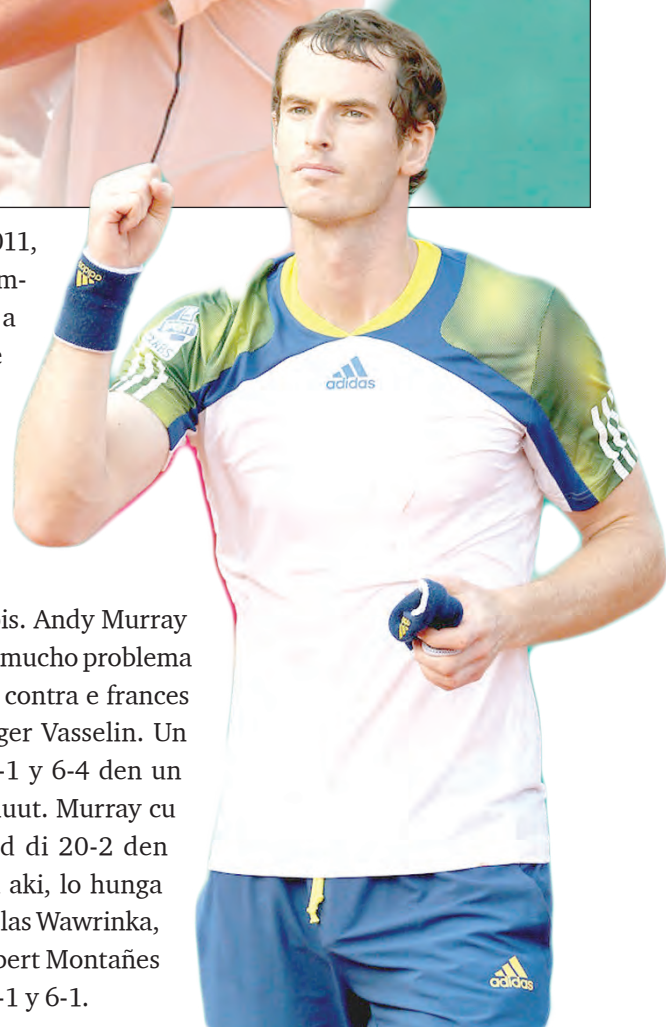 011,
m-
a
e
is. Andy Murray
mucho problema
contra e frances
ger Vasselin. Un
-1 y 6-4 den un
uut. Murray cu
d di 20-2 den
aki, lo hunga
las Wawrinka,
bert Montañes
-1 y 6-1.
adidas
adidas
adidas